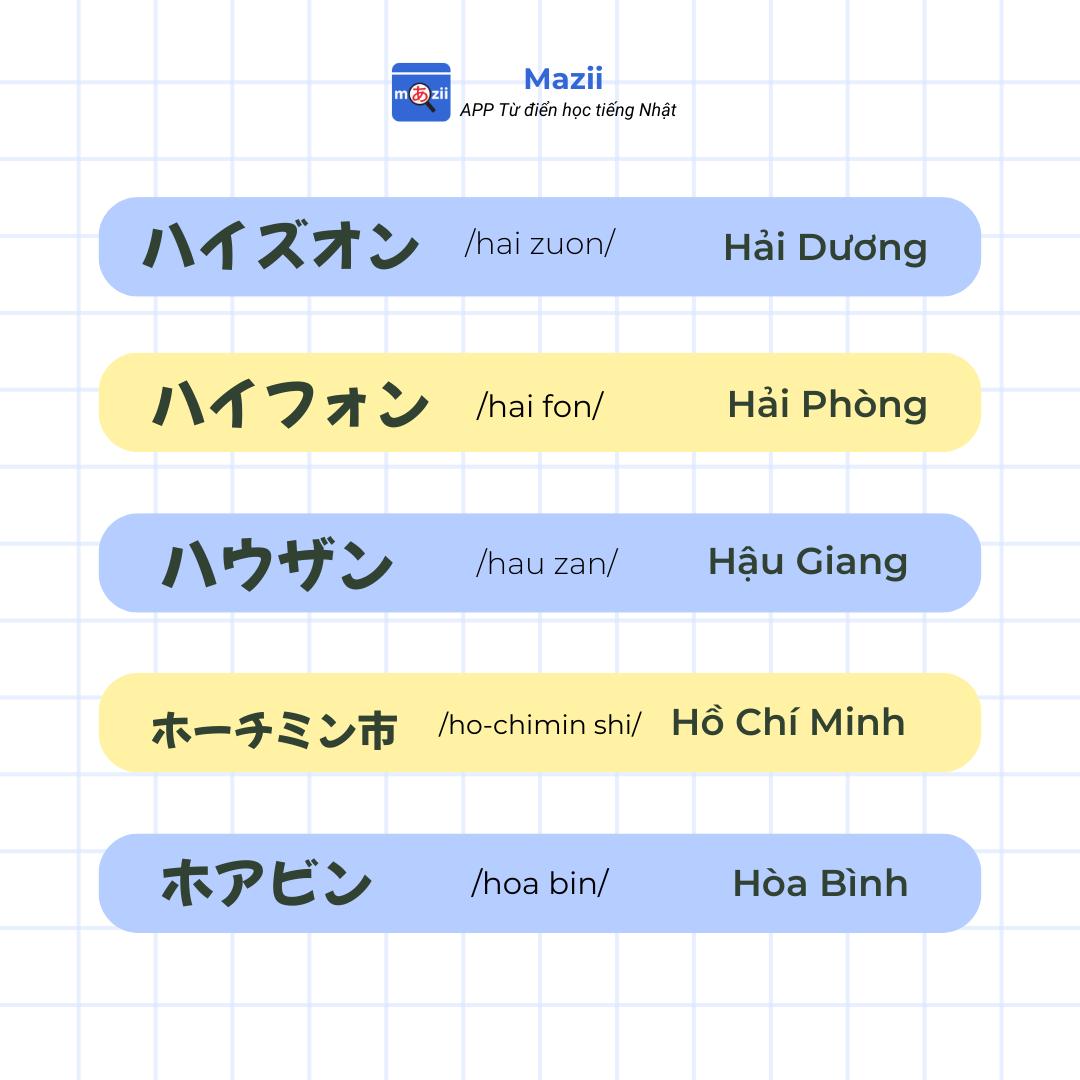 mあzii
Mazii
APP Từ điển học tiếng Nhật
ハイズオン /hai zuon/ Hải Dương
ハイフォン /hai fon/ Hải Phòng
ハウザン /hau zan/ Hậu Giang
ホーチミン市 /ho-chimin shi/ Hồ Chí Minh
ホアビン /hoa bin/ Hòa Bình